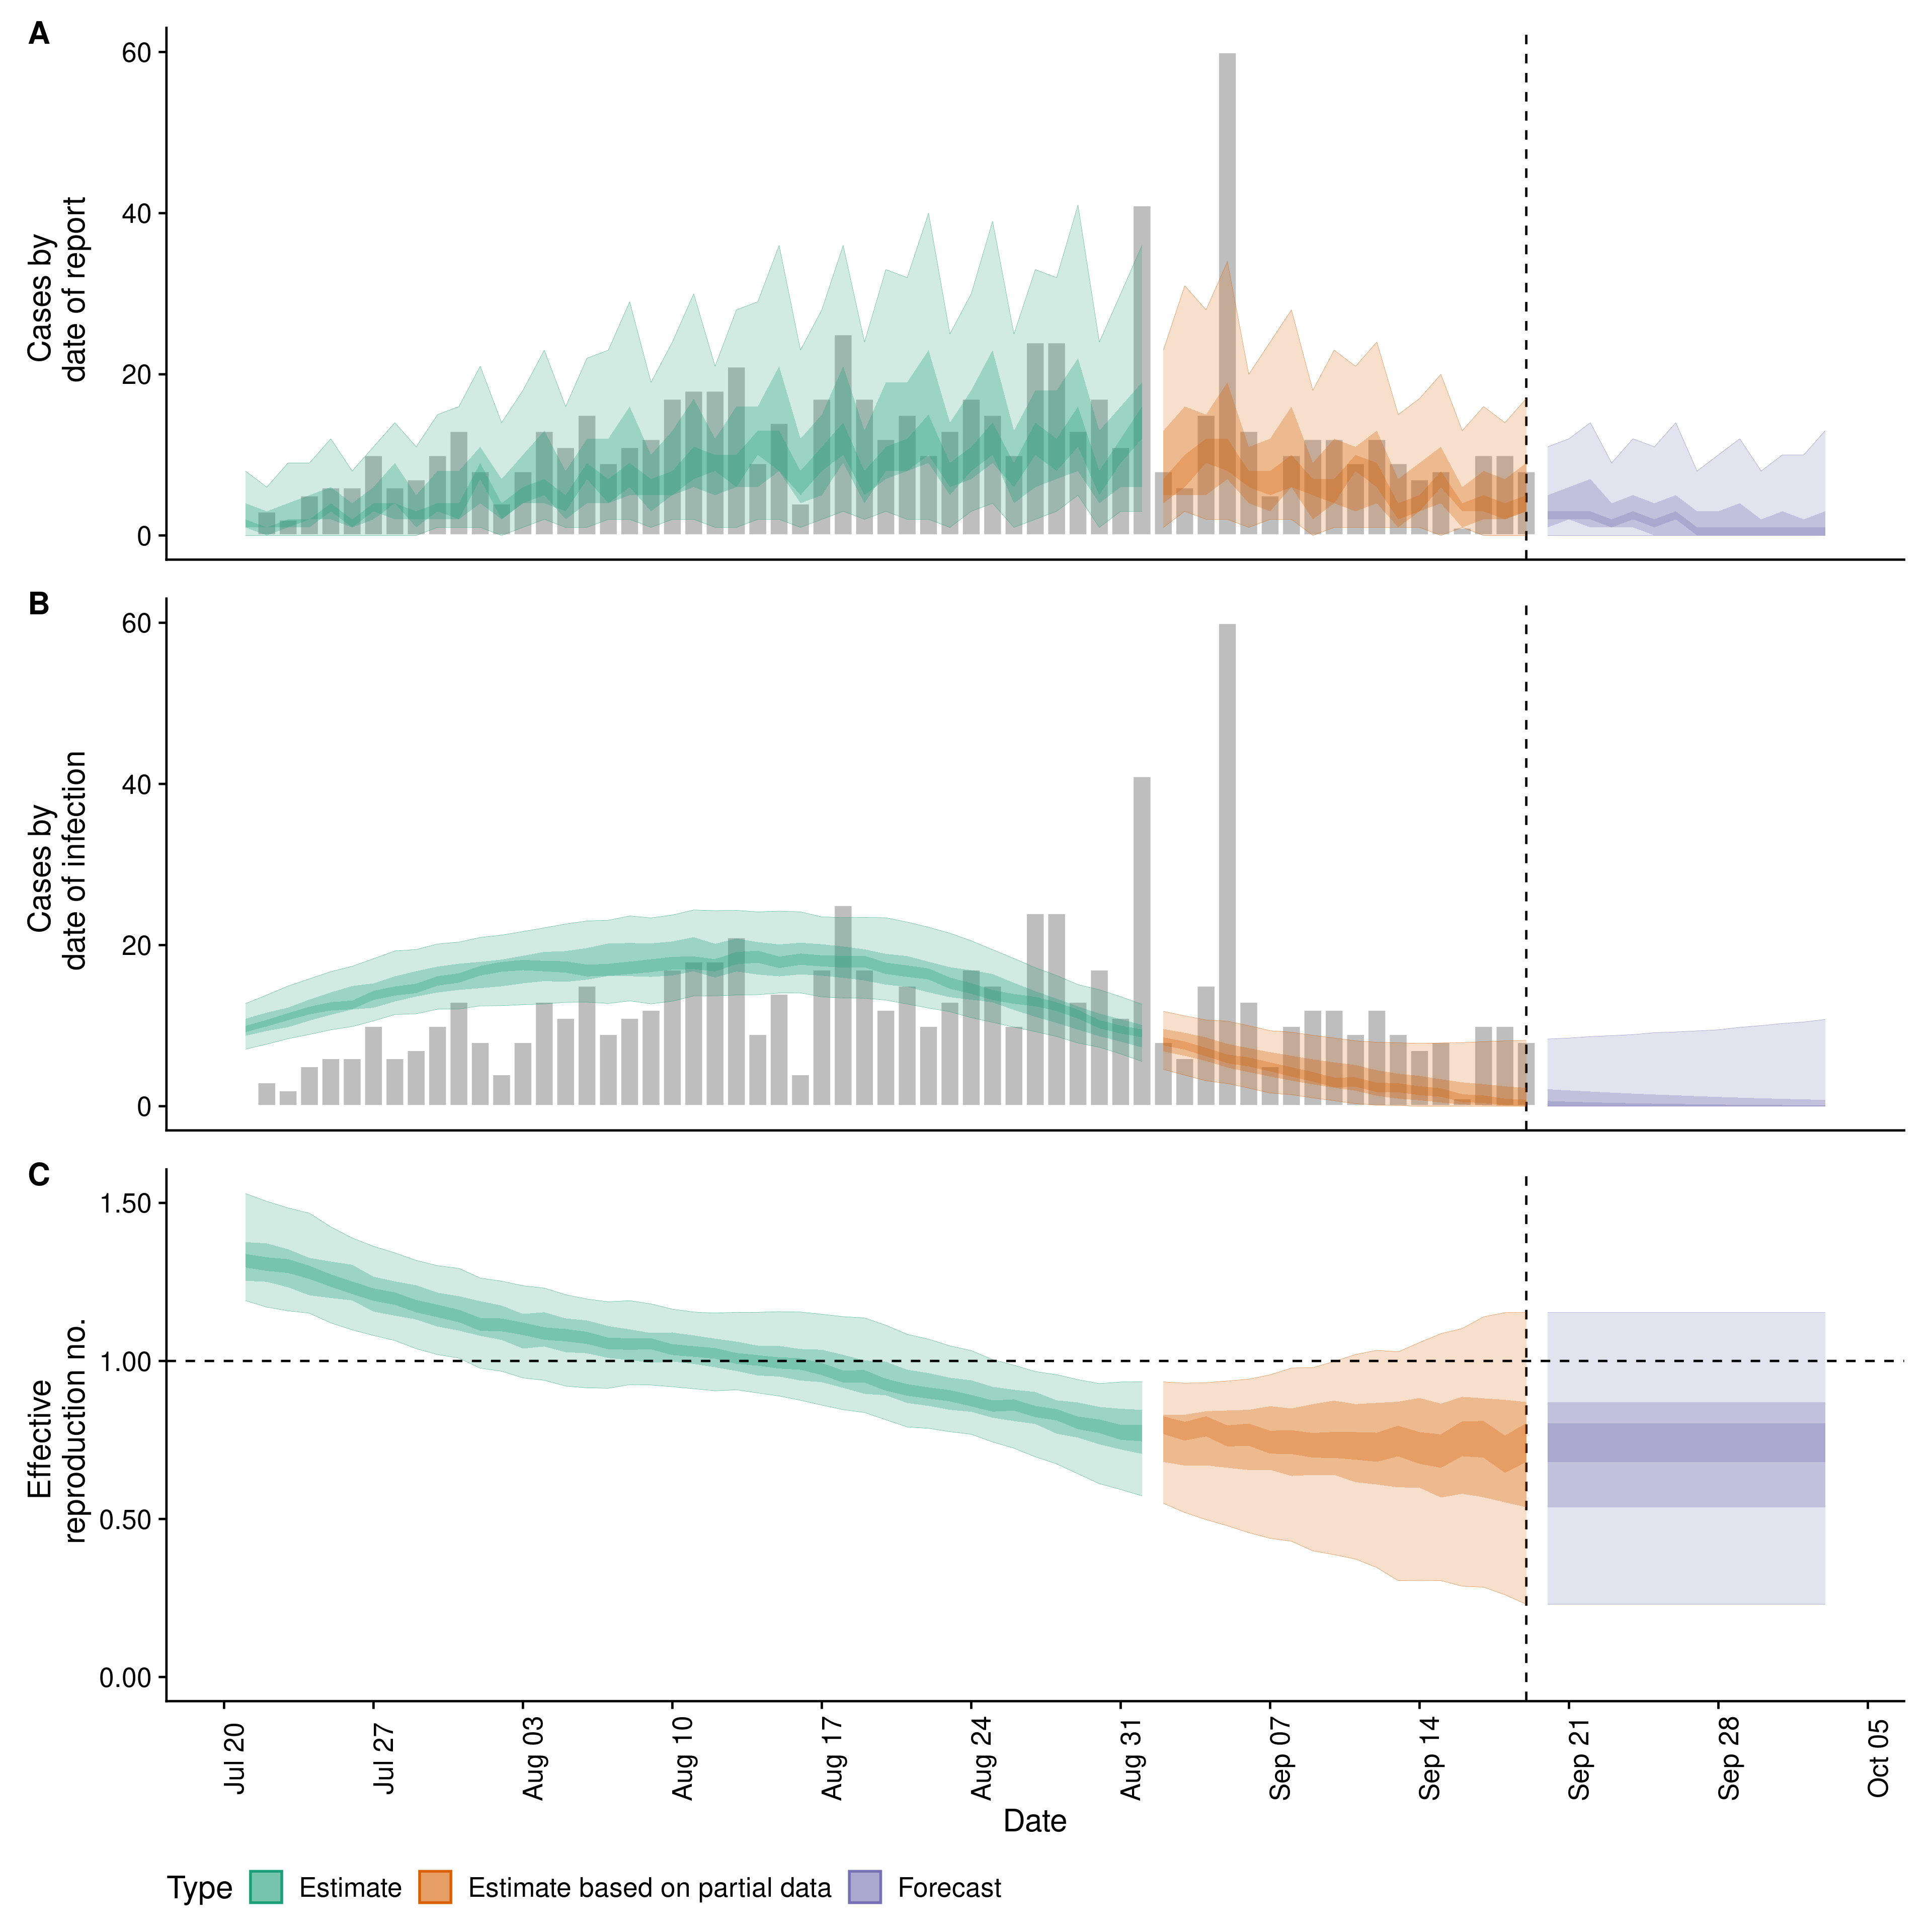 A
Cases by
date of report
60
40
20
0
B
Cases by
date of infection
60
40
20
0
C
Effective
reproduction no.
1.50
1.00
0.50
0.00
Jul 20
Jul 27
Aug 03
Aug 10
Aug 17
Aug 24
Aug 31
Sep 07
Sep 14
Sep 21
Sep 28
Oct 05
Date
Type Estimate Estimate based on partial data Forecast